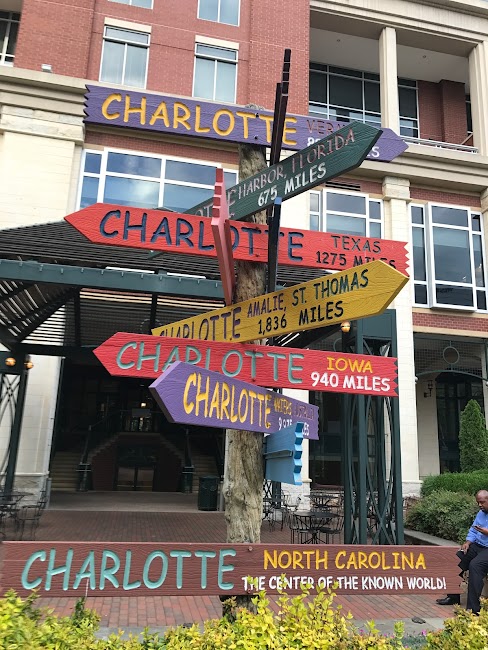 CHARLOTTE
HARBOR, FLORIDA
675 MILES
CHARLOTTE TEXAS
1275 MILES
CHARLOTTE AMALIE, ST. THOMAS
1,836 MILES
CHARLOTTE IOWA
940 MILES
CHARLOTTE
CHARLOTTE NORTH CAROLINA
THE CENTER OF THE KNOWN WORLD!